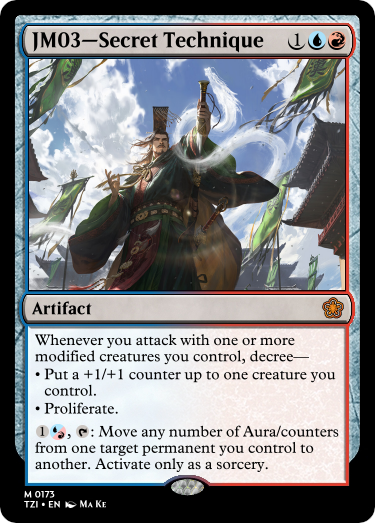 JM03—Secret Technique 1UR
Artifact
Whenever you attack with one or more
modified creatures you control, decree—
• Put a +1/+1 counter up to one creature you
control.
• Proliferate.
1, : Move any number of Aura/counters
from one target permanent you control to
another. Activate only as a sorcery.
M 0173
TZI • EN Ma Ke